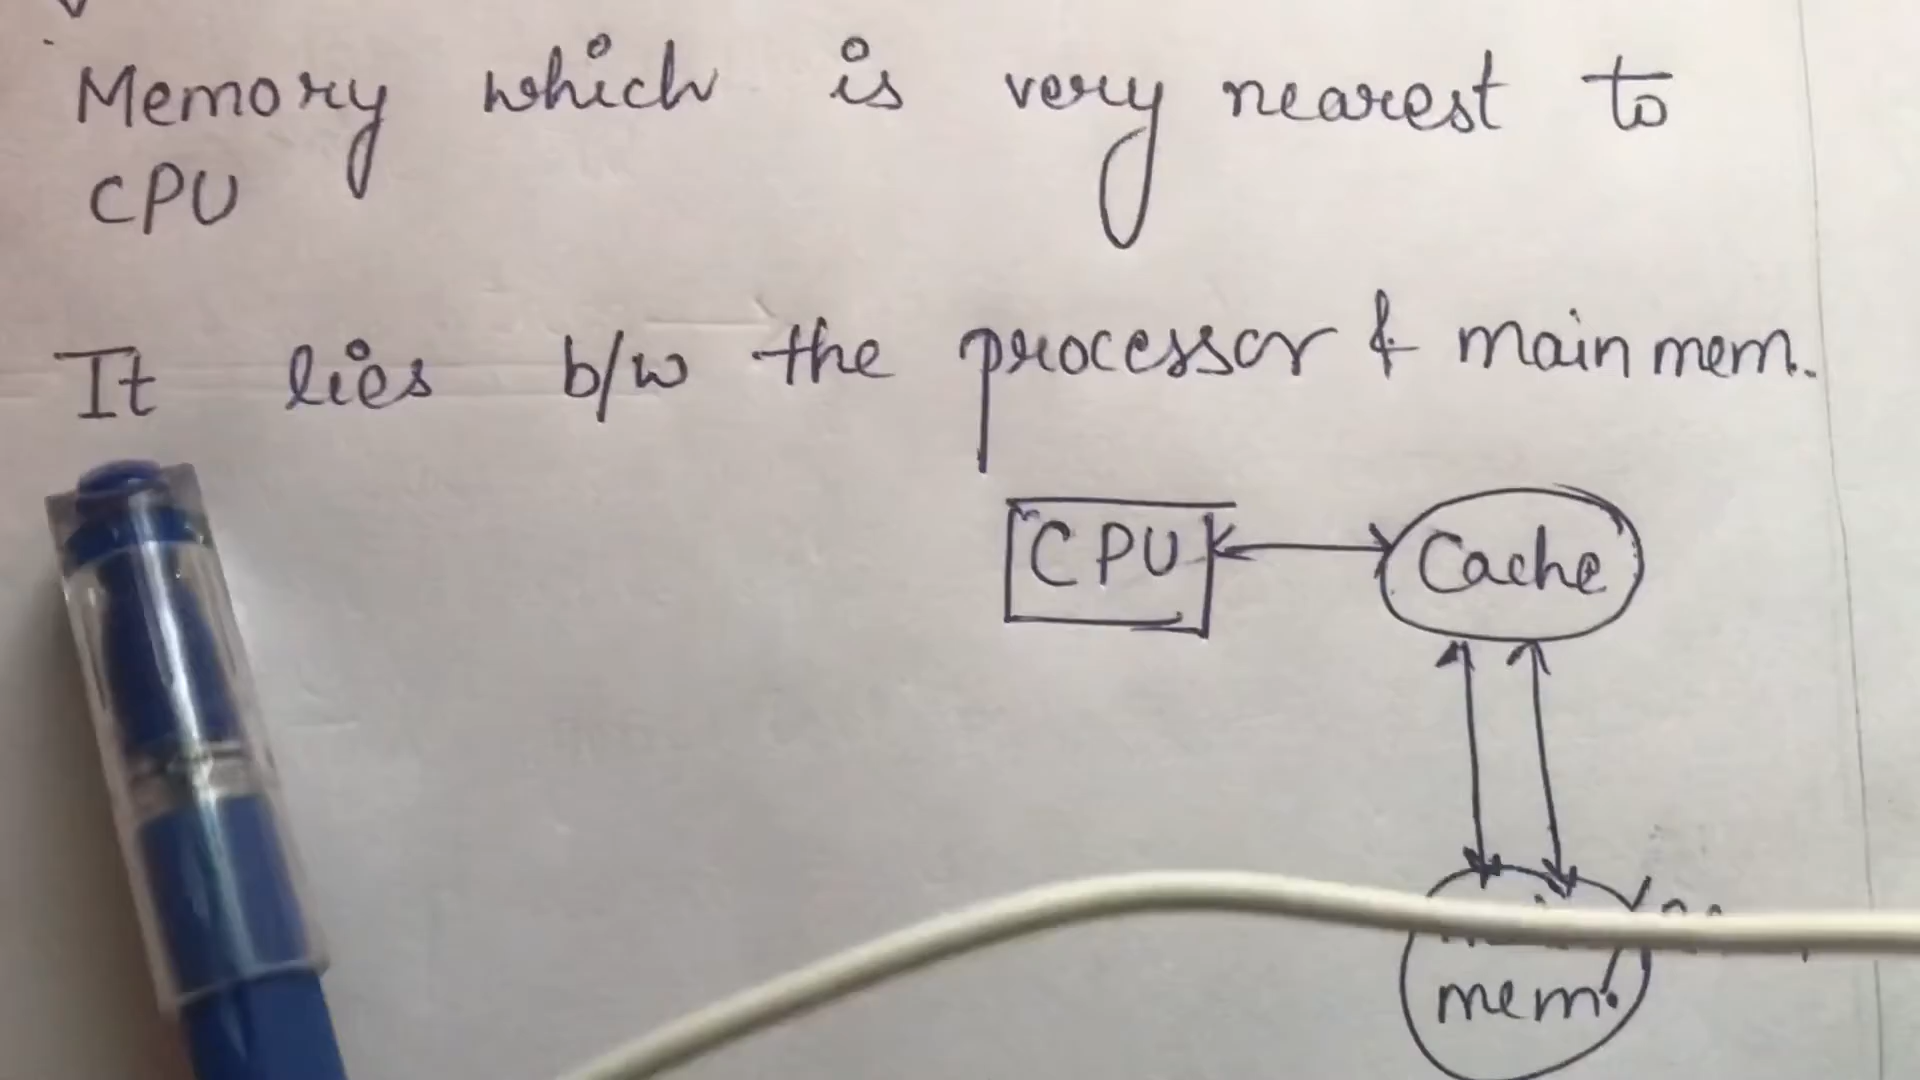 Memory which is very nearest to
CPU
It lies b/w the processor & main mem.
CPU
Cache
mem.